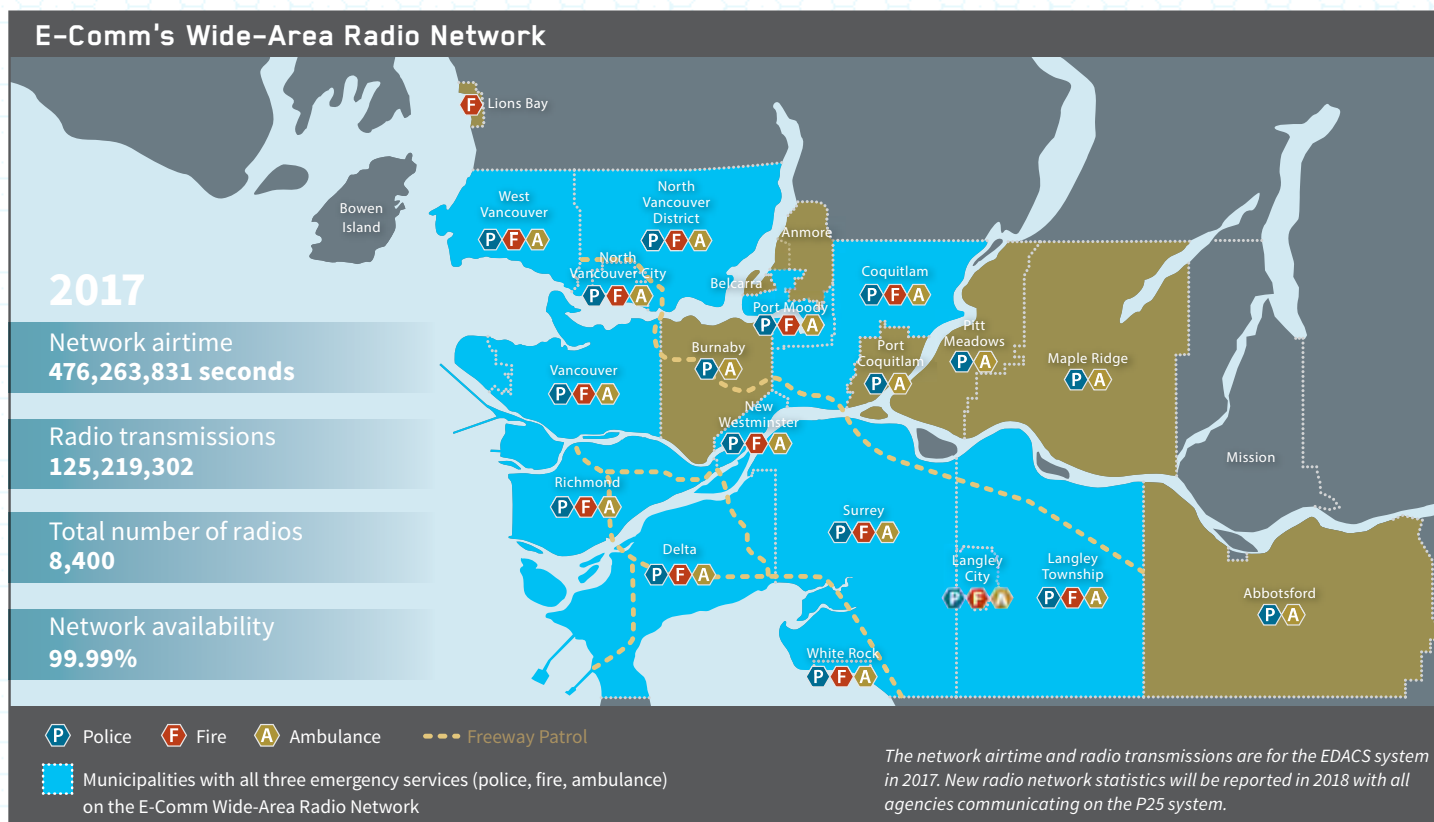 E-Comm's Wide-Area Radio Network
F Lions Bay
Bowen
Island
West
Vancouver
P F A
North
Vancouver
District
P F A
North
Vancouver City
P F A
Anmore
Belcarra
Port Moody
P F A
Coquitlam
P F A
Burnaby
P A
Port
Coquitlam
P A
Pitt
Meadows
P A
Maple Ridge
P A
Vancouver
P F A
New
Westminster
P F A
Mission
Richmond
P F A
Surrey
P F A
Delta
P F A
Langley
City
P F A
Langley
Township
P F A
Abbotsford
P A
White Rock
P F A
2017
Network airtime
476,263,831 seconds
Radio transmissions
125,219,302
Total number of radios
8,400
Network availability
99.99%
P Police F Fire A Ambulance Freeway Patrol
Municipalities with all three emergency services (police, fire, ambulance)
on the E-Comm Wide-Area Radio Network
The network airtime and radio transmissions are for the EDACS system
in 2017. New radio network statistics will be reported in 2018 with all
agencies communicating on the P25 system.